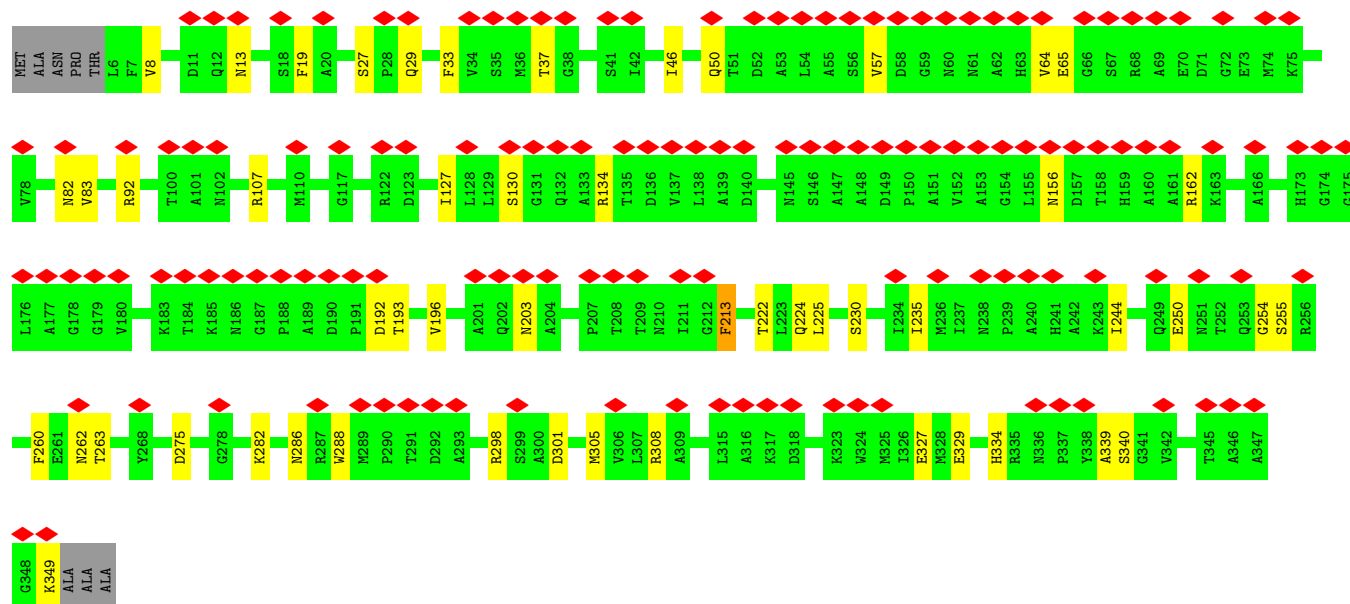 MET ALA ASN PRO THR L6 F7 V8 D11 Q12 N13 S18 F19 A20 S27 P28 Q29 F33 V34 S35 M36 T37 G38 S41 I42 I46 Q50 T51 D52 A53 L54 A55 S56 V57 D58 G59 N60 N61 A62 H63 V64 E65 G66 S67 R68 A69 E70 D71 G72 E73 M74 K75
V78 N82 V83 R92 T100 A101 N102 R107 M110 G117 R122 D123 I127 L128 L129 S130 G131 Q132 A133 R134 T135 D136 V137 L138 A139 D140 N145 S146 A147 A148 D149 P150 A151 V152 A153 G154 L155 N156 D157 T158 H159 A160 A161 R162 K163 A166 H173 G174 G175
L176 A177 G178 G179 V180 K183 T184 K185 N186 G187 P188 A189 D190 P191 D192 T193 V196 A201 Q202 N203 A204 P207 T208 T209 N210 I211 G212 F213 T222 L223 Q224 L225 S230 I234 I235 M236 I237 N238 P239 A240 H241 A242 K243 I244 Q249 E250 N251 T252 Q253 G254 S255 R256
F260 E261 N262 T263 Y268 D275 G278 K282 N286 R287 W288 M289 P290 T291 D292 A293 R298 S299 A300 D301 M305 V306 L307 R308 A309 L315 A316 K317 D318 K323 W324 M325 I326 E327 M328 E329 H334 R335 N336 P337 Y338 A339 S340 G341 V342 T345 A346 A347
G348 K349 ALA ALA ALA